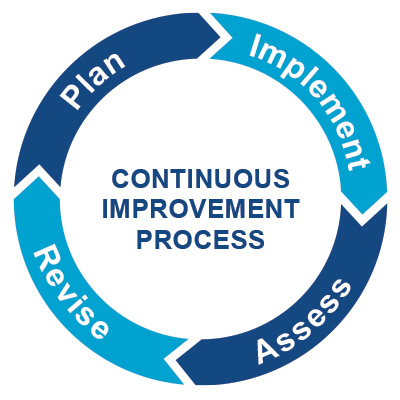 Plan
Implement
CONTINUOUS
IMPROVEMENT
PROCESS
Revise
Assess